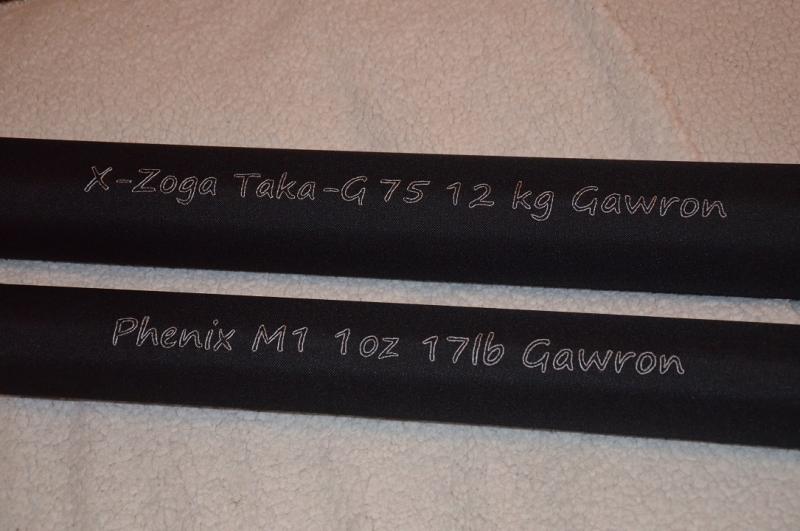 X-Zoga Taka-G 75 12 kg Gawron
Phenix M1 1oz 17lb Gawron